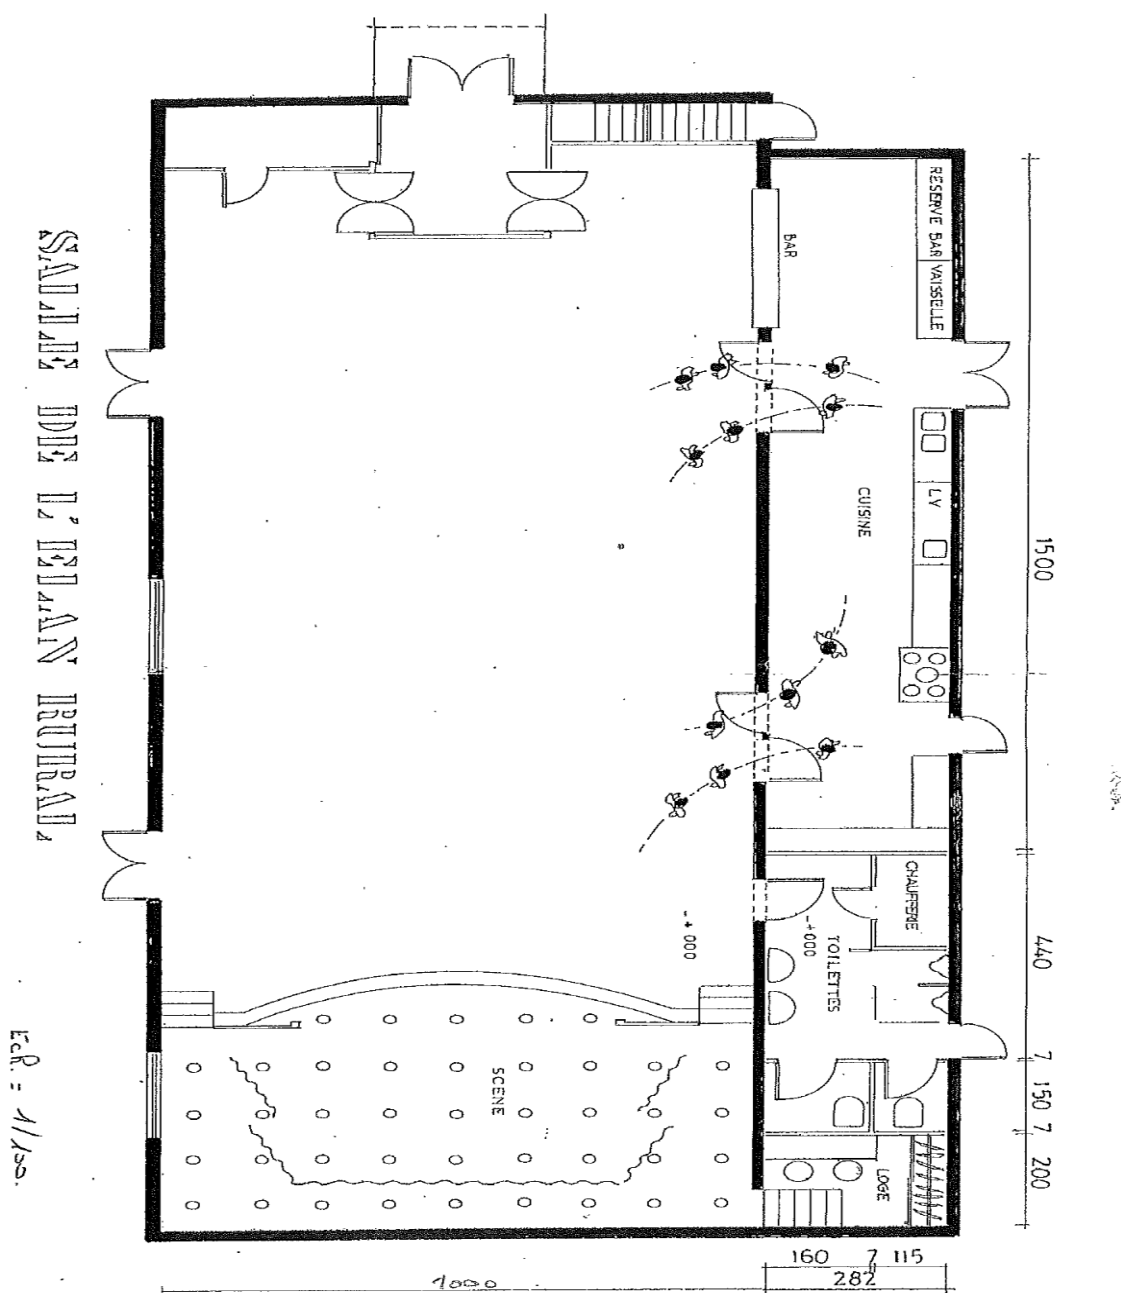 SALLE DE L'ELAN RURAL
Ech. = 1/100.
RESERVE BAR
VAISSELLE
BAR
LY
CUISINE
CHAUFFERIE
TOILETTES
-+000
-+000
SCENE
LOGE
1500
440
7
150
7
200
160
7
115
282
1000